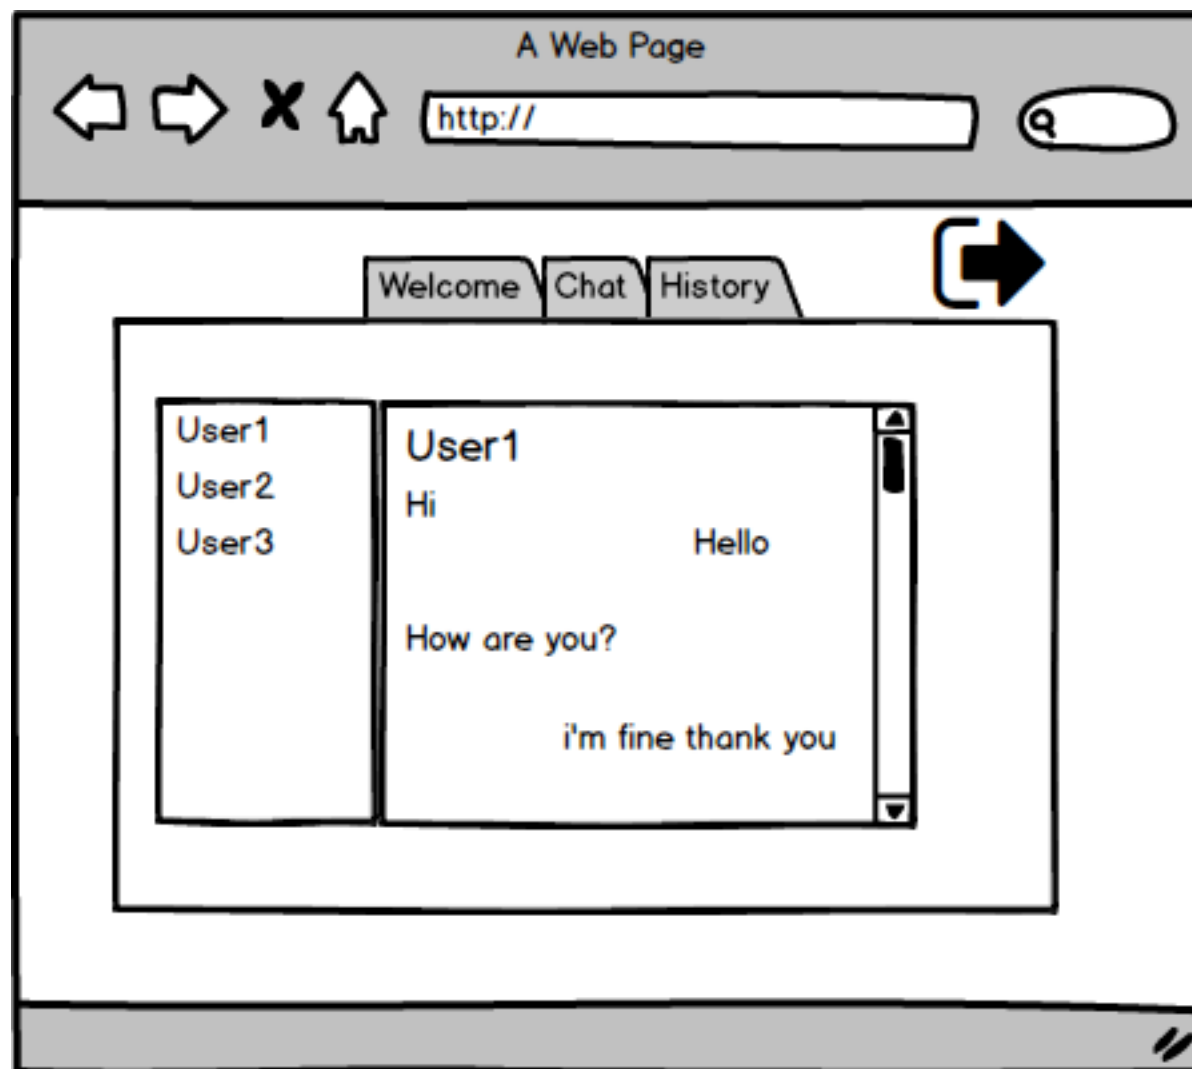 A Web Page
http://
Welcome Chat History
User1
User2
User3
User1
Hi
Hello
How are you?
i'm fine thank you